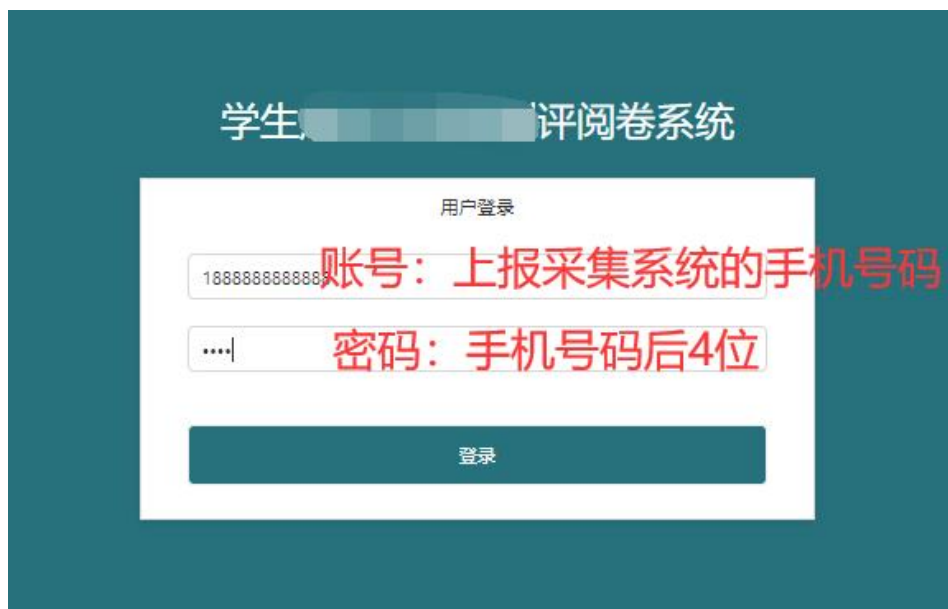 学生 评阅卷系统
用户登录
账号：上报采集系统的手机号码
密码：手机号码后4位
登录